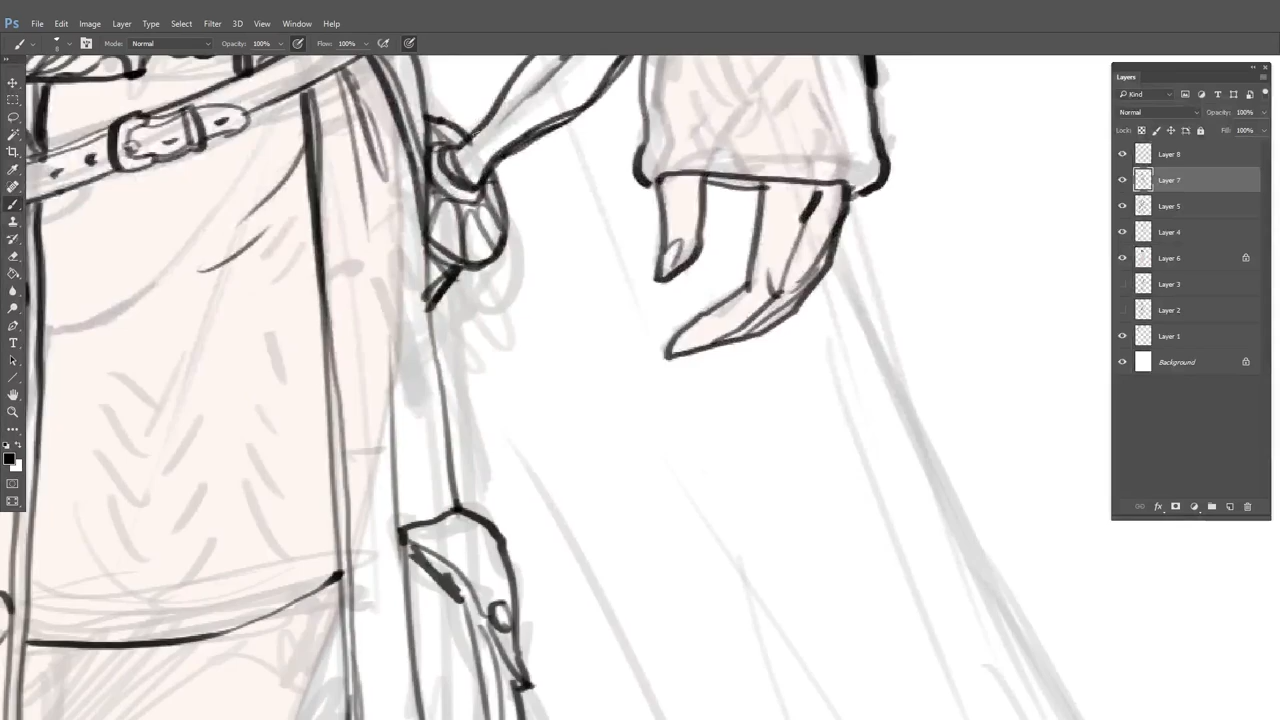 Ps File Edit Image Layer Type Select Filter 3D View Window Help
Mode: Normal Opacity: 100% Flow: 100%
Layers
Kind
Normal Opacity: 100%
Lock: Fill: 100%
Layer 8
Layer 7
Layer 5
Layer 4
Layer 6
Layer 3
Layer 2
Layer 1
Background